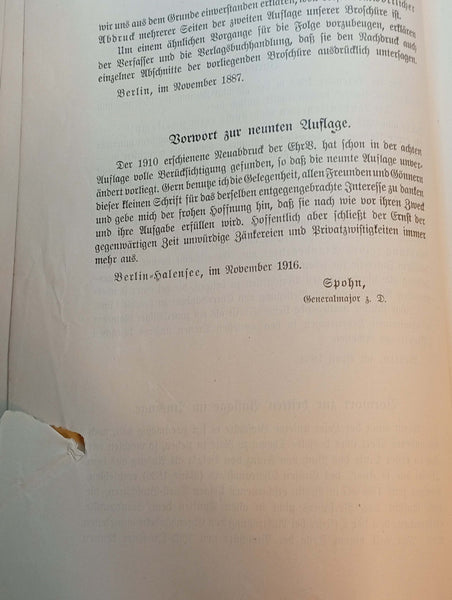 wir uns aus dem Grunde einverstanden erklärten,
Abdruck mehrerer Seiten der zweiten Auflage unserer Broschüre ist.
Um einem ähnlichen Vorgange für die Folge vorzubeugen, erklären
der Verfasser und die Verlagsbuchhandlung, daß sie den Nachdruck auch
einzelner Abschnitte der vorliegenden Broschüre ausdrücklich untersagen.
Berlin, im November 1887.
Vorwort zur neunten Auflage.
Der 1910 erschienene Neuabdruck der EhrV. hat schon in der achten
Auflage volle Berücksichtigung gefunden, so daß die neunte Auflage unver-
ändert vorliegt. Gern benutze ich die Gelegenheit, allen Freunden und Gönnern
dieser kleinen Schrift für das derselben entgegengebrachte Interesse zu danken
und gebe mich der frohen Hoffnung hin, daß sie nach wie vor ihren Zweck
und ihre Aufgabe erfüllen wird. Hoffentlich aber schließt der Ernst der
gegenwärtigen Zeit unwürdige Zänkereien und Privatzwistigkeiten immer
mehr aus.
Berlin-Halensee, im November 1916.
Spohn,
Generalmajor z. D.